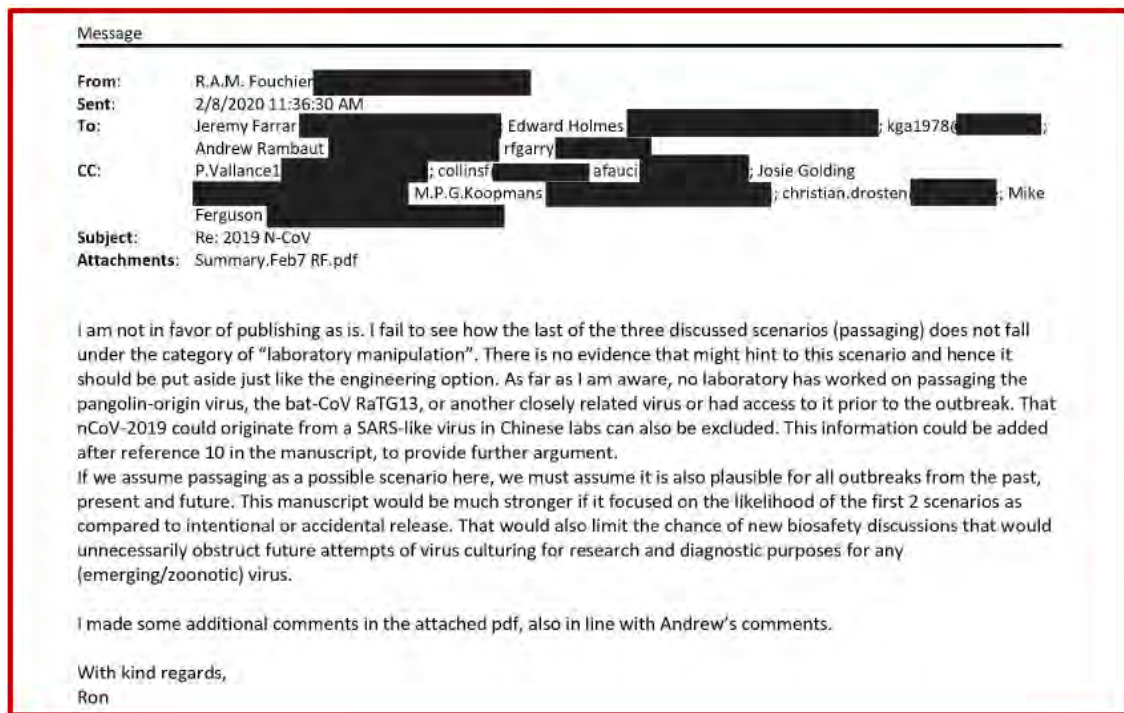 Message
From: R.A.M. Fouchier
Sent: 2/8/2020 11:36:30 AM
To: Jeremy Farrar ; Edward Holmes ; kga1978@ ;
Andrew Rambaut rfgarry
CC: P.Vallance1 ; collinsf afauci ; Josie Golding
M.P.G.Koopmans ; christian.drosten ; Mike
Ferguson
Subject: Re: 2019 N-CoV
Attachments: Summary.Feb7 RF.pdf
I am not in favor of publishing as is. I fail to see how the last of the three discussed scenarios (passaging) does not fall
under the category of “laboratory manipulation”. There is no evidence that might hint to this scenario and hence it
should be put aside just like the engineering option. As far as I am aware, no laboratory has worked on passaging the
pangolin-origin virus, the bat-CoV RaTG13, or another closely related virus or had access to it prior to the outbreak. That
nCoV-2019 could originate from a SARS-like virus in Chinese labs can also be excluded. This information could be added
after reference 10 in the manuscript, to provide further argument.
If we assume passaging as a possible scenario here, we must assume it is also plausible for all outbreaks from the past,
present and future. This manuscript would be much stronger if it focused on the likelihood of the first 2 scenarios as
compared to intentional or accidental release. That would also limit the chance of new biosafety discussions that would
unnecessarily obstruct future attempts of virus culturing for research and diagnostic purposes for any
(emerging/zoonotic) virus.
I made some additional comments in the attached pdf, also in line with Andrew’s comments.
With kind regards,
Ron